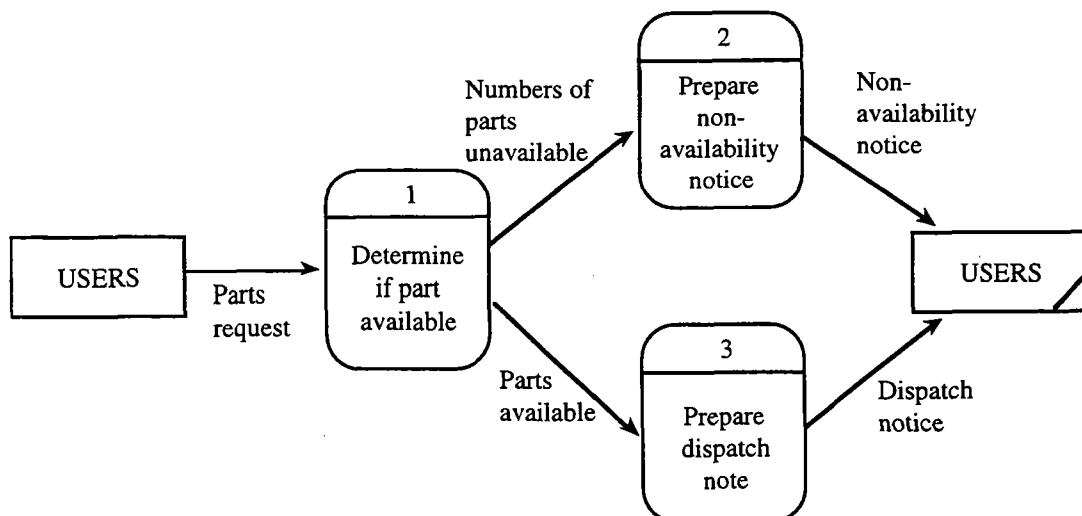 USERS
Parts
request
1
Determine
if part
available
Numbers of
parts
unavailable
2
Prepare
non-
availability
notice
Non-
availability
notice
Parts
available
3
Prepare
dispatch
note
Dispatch
notice
USERS